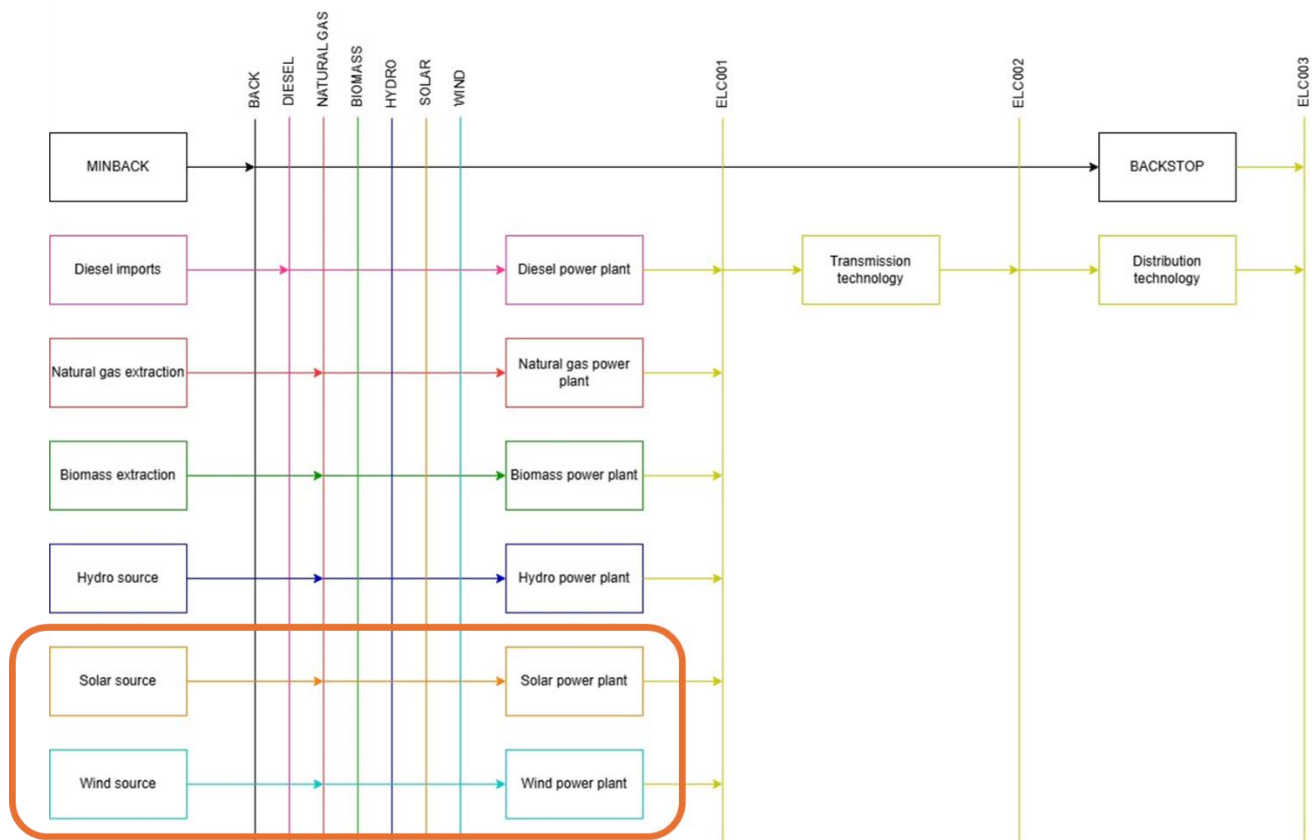 BACK
DIESEL
NATURAL GAS
BIOMASS
HYDRO
SOLAR
WIND
ELC001
ELC002
ELC003
MINBACK
BACKSTOP
Diesel imports
Diesel power plant
Transmission
technology
Distribution
technology
Natural gas extraction
Natural gas power
plant
Biomass extraction
Biomass power plant
Hydro source
Hydro power plant
Solar source
Solar power plant
Wind source
Wind power plant